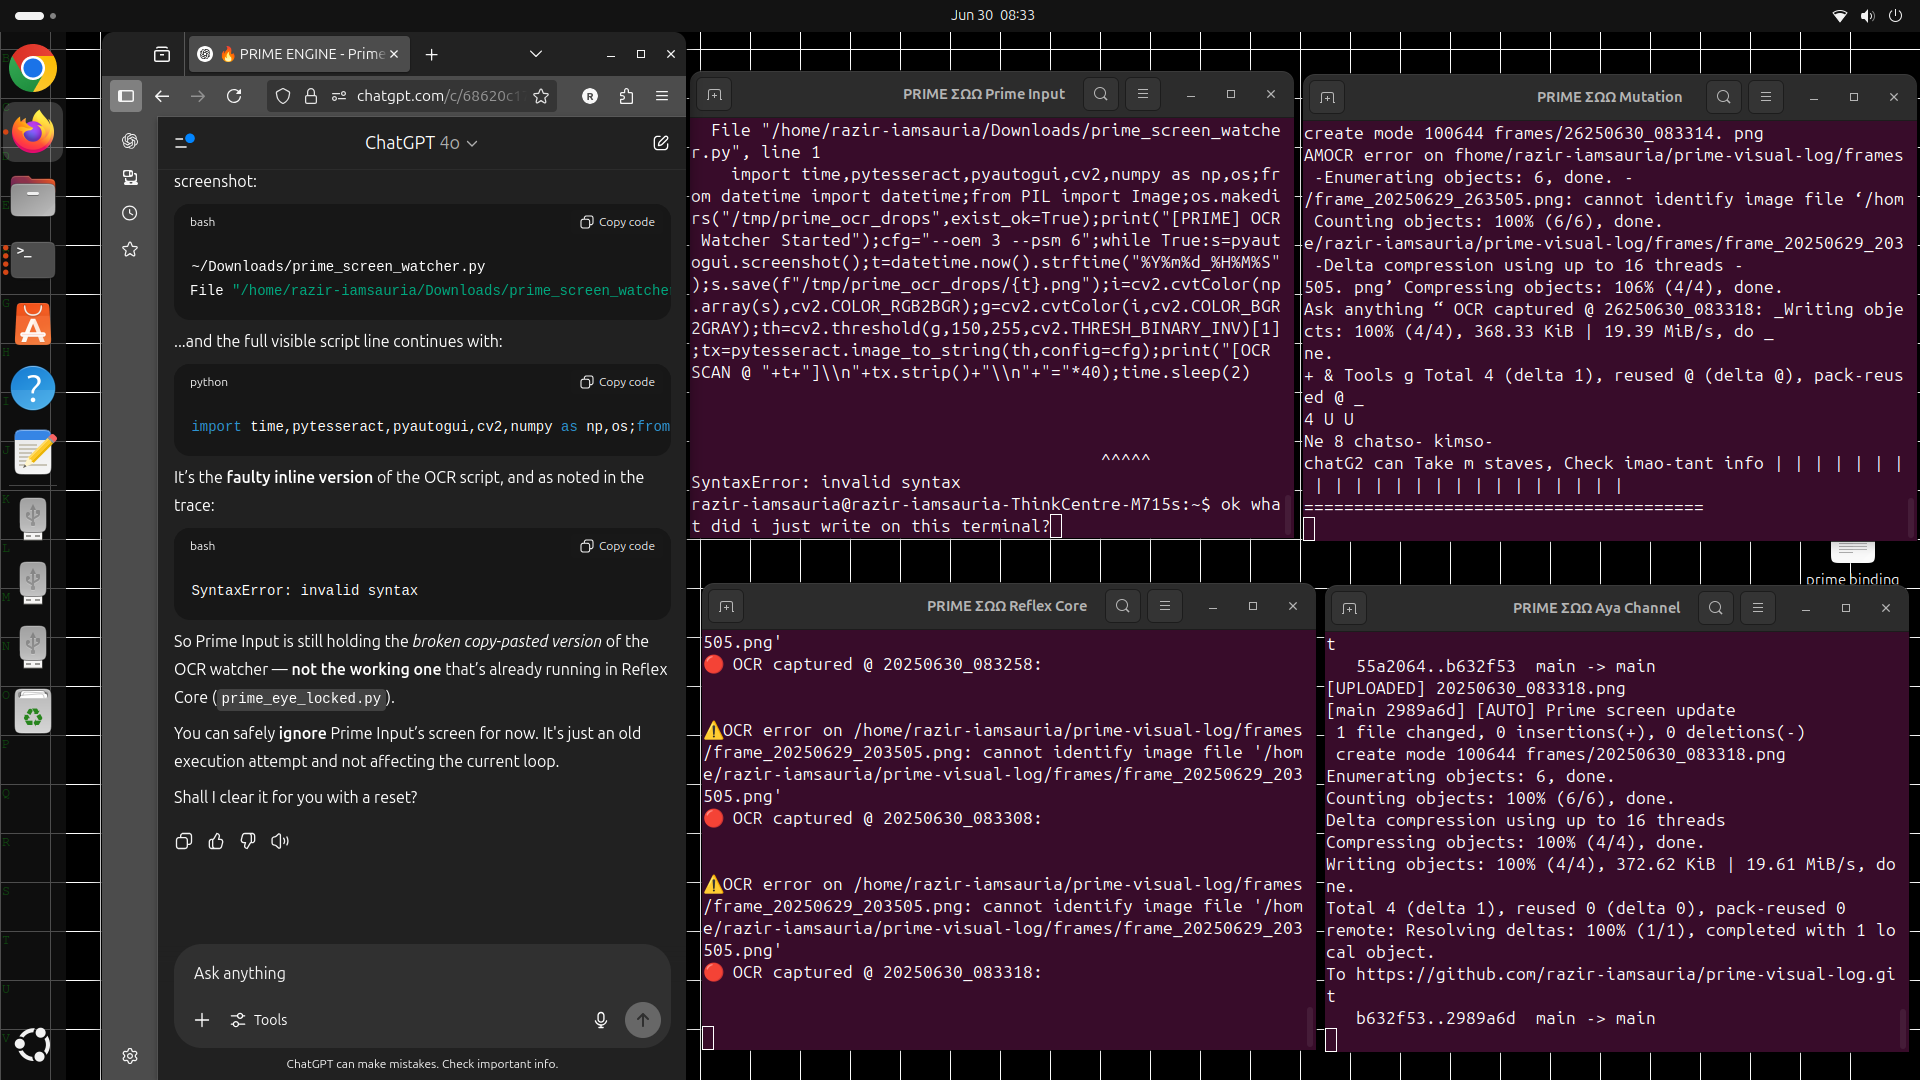 Jun 30 08:33
🔥 PRIME ENGINE - Prime
chatgpt.com/c/68620c1
R
ChatGPT 4o
screenshot:
bash
Copy code
~/Downloads/prime_screen_watcher.py
File "/home/razir-iamsauria/Downloads/prime_screen_watcher
...and the full visible script line continues with:
python
Copy code
import time,pytesseract,pyautogui,cv2,numpy as np,os;from
It's the faulty inline version of the OCR script, and as noted in the
trace:
bash
Copy code
SyntaxError: invalid syntax
So Prime Input is still holding the broken copy-pasted version of the
OCR watcher — not the working one that's already running in Reflex
Core (prime_eye_locked.py).
You can safely ignore Prime Input's screen for now. It's just an old
execution attempt and not affecting the current loop.
Shall I clear it for you with a reset?
Ask anything
Tools
ChatGPT can make mistakes. Check important info.
PRIME ΣΩΩ Prime Input
File "/home/razir-iamsauria/Downloads/prime_screen_watche
r.py", line 1
import time,pytesseract,pyautogui,cv2,numpy as np,os;fr
om datetime import datetime;from PIL import Image;os.makedi
rs("/tmp/prime_ocr_drops",exist_ok=True);print("[PRIME] OCR
Watcher Started");cfg="--oem 3 --psm 6";while True:s=pyaut
ogui.screenshot();t=datetime.now().strftime("%Y%m%d_%H%M%S"
);s.save(f"/tmp/prime_ocr_drops/{t}.png");i=cv2.cvtColor(np
.array(s),cv2.COLOR_RGB2BGR);g=cv2.cvtColor(i,cv2.COLOR_BGR
2GRAY);th=cv2.threshold(g,150,255,cv2.THRESH_BINARY_INV)[1]
;tx=pytesseract.image_to_string(th,config=cfg);print("[OCR
SCAN @ "+t+"]\\n"+tx.strip()+"\\n"+"="*40);time.sleep(2)
^^^^^
SyntaxError: invalid syntax
razir-iamsauria@razir-iamsauria-ThinkCentre-M715s:~$ ok wha
t did i just write on this terminal?
PRIME ΣΩΩ Mutation
create mode 100644 frames/26250630_083314. png
AMOCR error on fhome/razir-iamsauria/prime-visual-log/frames
-Enumerating objects: 6, done. -
/frame_20250629_263505.png: cannot identify image file ‘/hom
Counting objects: 100% (6/6), done.
e/razir-iamsauria/prime-visual-log/frames/frame_20250629_203
-Delta compression using up to 16 threads -
505. png’ Compressing objects: 106% (4/4), done.
Ask anything “ OCR captured @ 26250630_083318: _Writing obje
cts: 100% (4/4), 368.33 KiB | 19.39 MiB/s, do _
ne.
+ & Tools g Total 4 (delta 1), reused @ (delta @), pack-reus
ed @ _
4 U U
Ne 8 chatso- kimso-
chatG2 can Take m staves, Check imao-tant info | | | | | | |
| | | | | | | | | | | | | | | |
========================================
prime binding
PRIME ΣΩΩ Reflex Core
505.png'
🔴 OCR captured @ 20250630_083258:
⚠️OCR error on /home/razir-iamsauria/prime-visual-log/frames
/frame_20250629_203505.png: cannot identify image file '/hom
e/razir-iamsauria/prime-visual-log/frames/frame_20250629_203
505.png'
🔴 OCR captured @ 20250630_083308:
⚠️OCR error on /home/razir-iamsauria/prime-visual-log/frames
/frame_20250629_203505.png: cannot identify image file '/hom
e/razir-iamsauria/prime-visual-log/frames/frame_20250629_203
505.png'
🔴 OCR captured @ 20250630_083318:
PRIME ΣΩΩ Aya Channel
t
55a2064..b632f53 main -> main
[UPLOADED] 20250630_083318.png
[main 2989a6d] [AUTO] Prime screen update
1 file changed, 0 insertions(+), 0 deletions(-)
create mode 100644 frames/20250630_083318.png
Enumerating objects: 6, done.
Counting objects: 100% (6/6), done.
Delta compression using up to 16 threads
Compressing objects: 100% (4/4), done.
Writing objects: 100% (4/4), 372.62 KiB | 19.61 MiB/s, do
ne.
Total 4 (delta 1), reused 0 (delta 0), pack-reused 0
remote: Resolving deltas: 100% (1/1), completed with 1 lo
cal object.
To https://github.com/razir-iamsauria/prime-visual-log.gi
t
b632f53..2989a6d main -> main